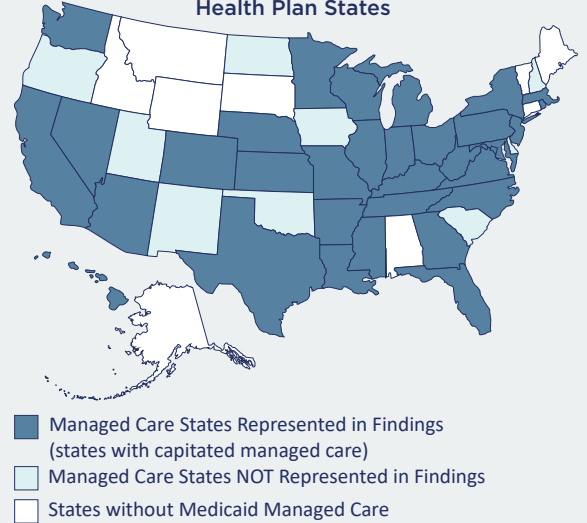 Health Plan States
Managed Care States Represented in Findings
(states with capitated managed care)
Managed Care States NOT Represented in Findings
States without Medicaid Managed Care